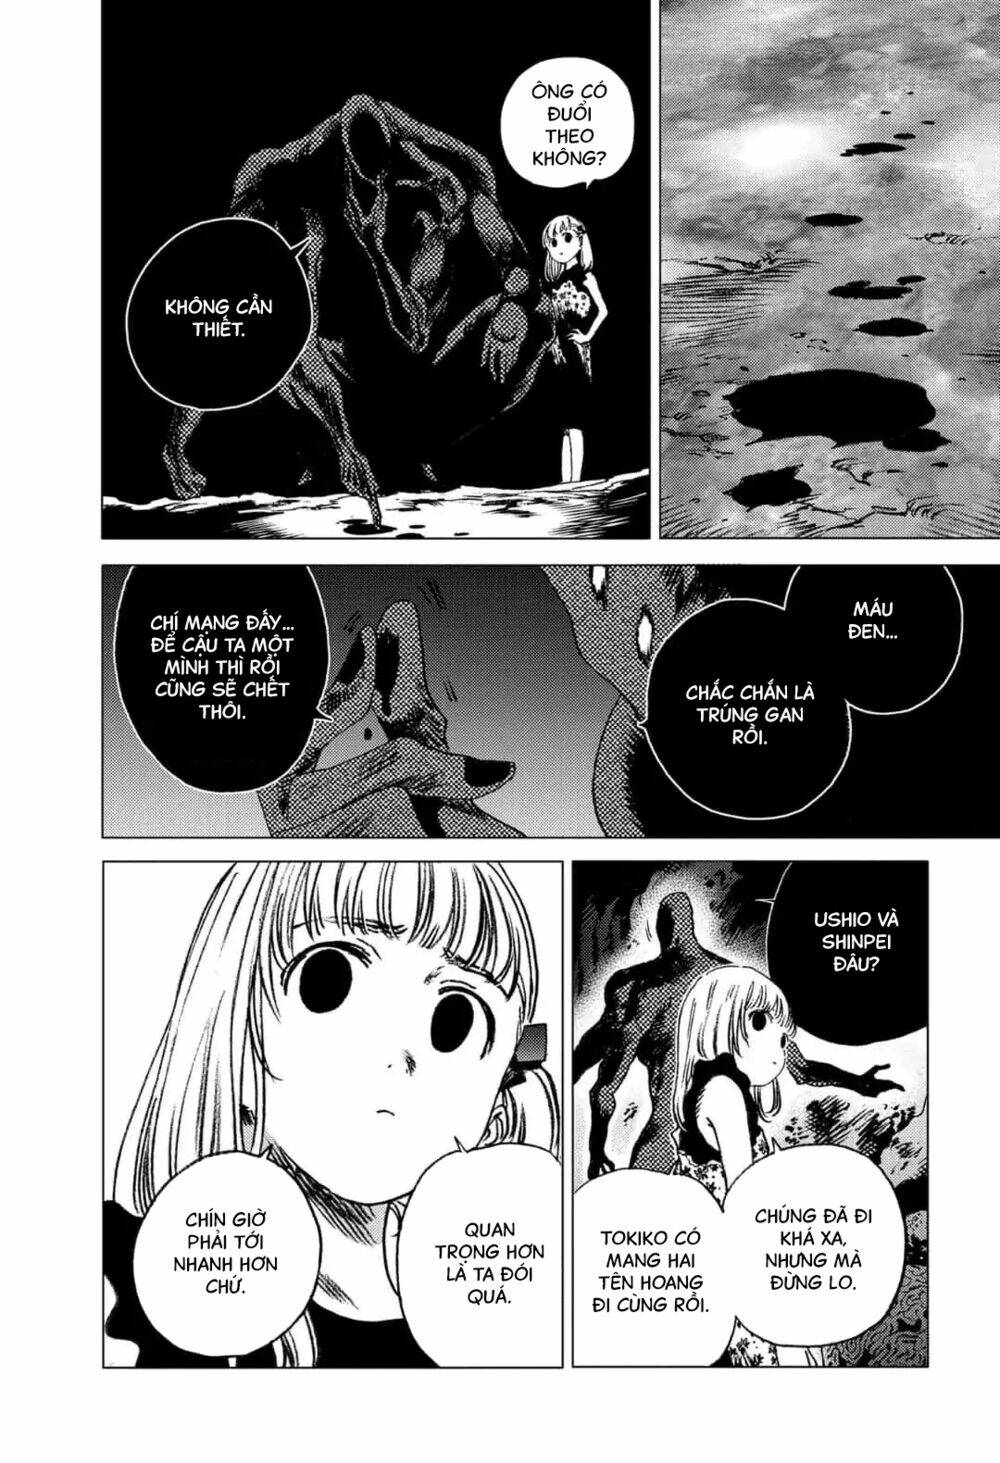 ÔNG CÓ
ĐUỔI
THEO
KHÔNG?
KHÔNG CẦN
THIẾT.
MÁU
ĐEN...
CHẮC CHẮN LÀ
TRÚNG GAN
RỒI.
CHÍ MẠNG ĐẤY...
ĐỂ CẬU TA MỘT
MÌNH THÌ RỒI
CŨNG SẼ CHẾT
THÔI.
USHIO VÀ
SHINPEI
ĐÂU?
CHÚNG ĐÃ ĐI
KHÁ XA,
NHƯNG MÀ
ĐỪNG LO.
TOKIKO CÓ
MANG HAI
TÊN HOANG
ĐI CÙNG RỒI.
QUAN
TRỌNG HƠN
LÀ TA ĐÓI
QUÁ.
CHÍN GIỜ
PHẢI TỚI
NHANH HƠN
CHỨ.